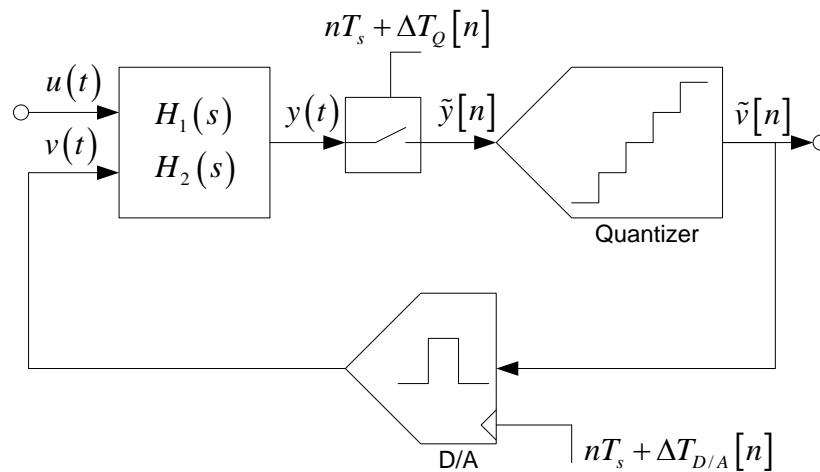 nT_s + ΔT_Q[n]
u(t)
H_1(s)
y(t)
ỹ[n]
ṽ[n]
v(t)
H_2(s)
Quantizer
D/A
nT_s + ΔT_{D/A}[n]